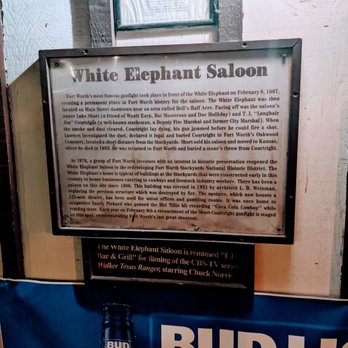 White Elephant Saloon
Fort Worth's most famous gunfight took place in front of the White Elephant on February 8, 1887,
creating a permanent place in Fort Worth history for the saloon. The White Elephant was then
located on Main Street downtown near an area called Hell's Half Acre. Facing off was the saloon's
owner Luke Short (a friend of Wyatt Earp, Bat Masterson and Doc Holliday) and T. I. "Longhair
Jim" Courtright (a well known marksman, a Deputy Fire Marshal and former City Marshal). When
the smoke and dust cleared, Courtright lay dying, his gun jammed before he could fire a shot.
Lawmen investigated the duel, declared it legal and buried Courtright in Fort Worth's Oakwood
Cemetery, located a short distance from the Stockyards. Short sold his saloon and moved to Kansas,
where he died in 1893. He was returned to Fort Worth and buried a stone's throw from Courtright.
In 1976, a group of Fort Worth investors with an interest in historic preservation reopened the
White Elephant Saloon in the redeveloping Fort Worth Stockyards National Historic District. The
White Elephant's home is typical of buildings at the Stockyards that were constructed early in this
century to house businesses catering to cowboys and livestock industry workers. There has been a
saloon on this site since 1906. This building was erected in 1931 by architect L. B. Weinman,
replacing the previous structure which was destroyed by fire. The upstairs, which now houses a
seat theatre, has been used for union offices and gambling rooms. It was once home to
songwriter Sandy Pinkard who penned the Mel Tillis hit recording "Coca Cola Cowboy" while
residing there. Each year on February 8th a reenactment of the Short-Courtright gunfight is staged
on this spot, commemorating Fort Worth's last great shootout.
The White Elephant Saloon is renamed
Bar & Grill" for filming of the CBS-TV series
Walker Texas Ranger, starring Chuck Norris
BUD
BUD